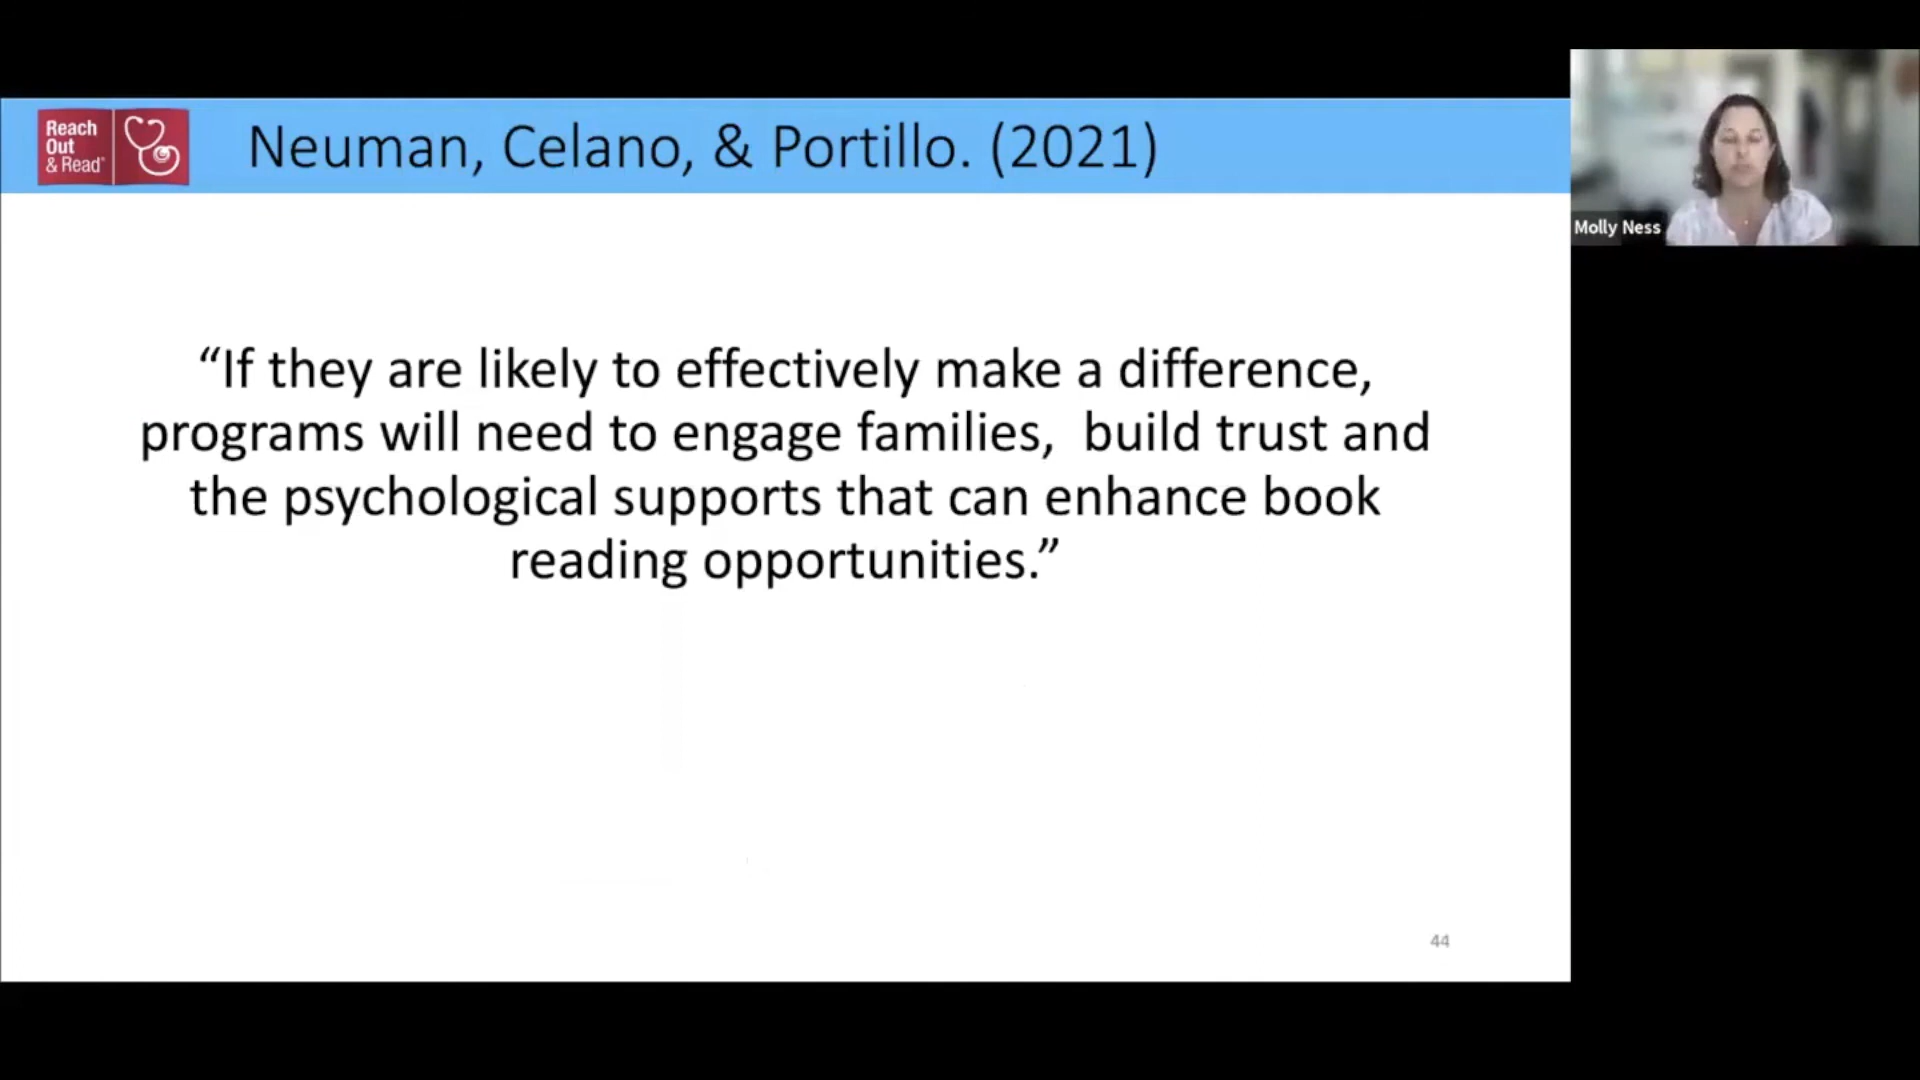 Reach
Out
& Read
Neuman, Celano, & Portillo. (2021)
Molly Ness
“If they are likely to effectively make a difference,
programs will need to engage families,  build trust and
the psychological supports that can enhance book
reading opportunities.”
44